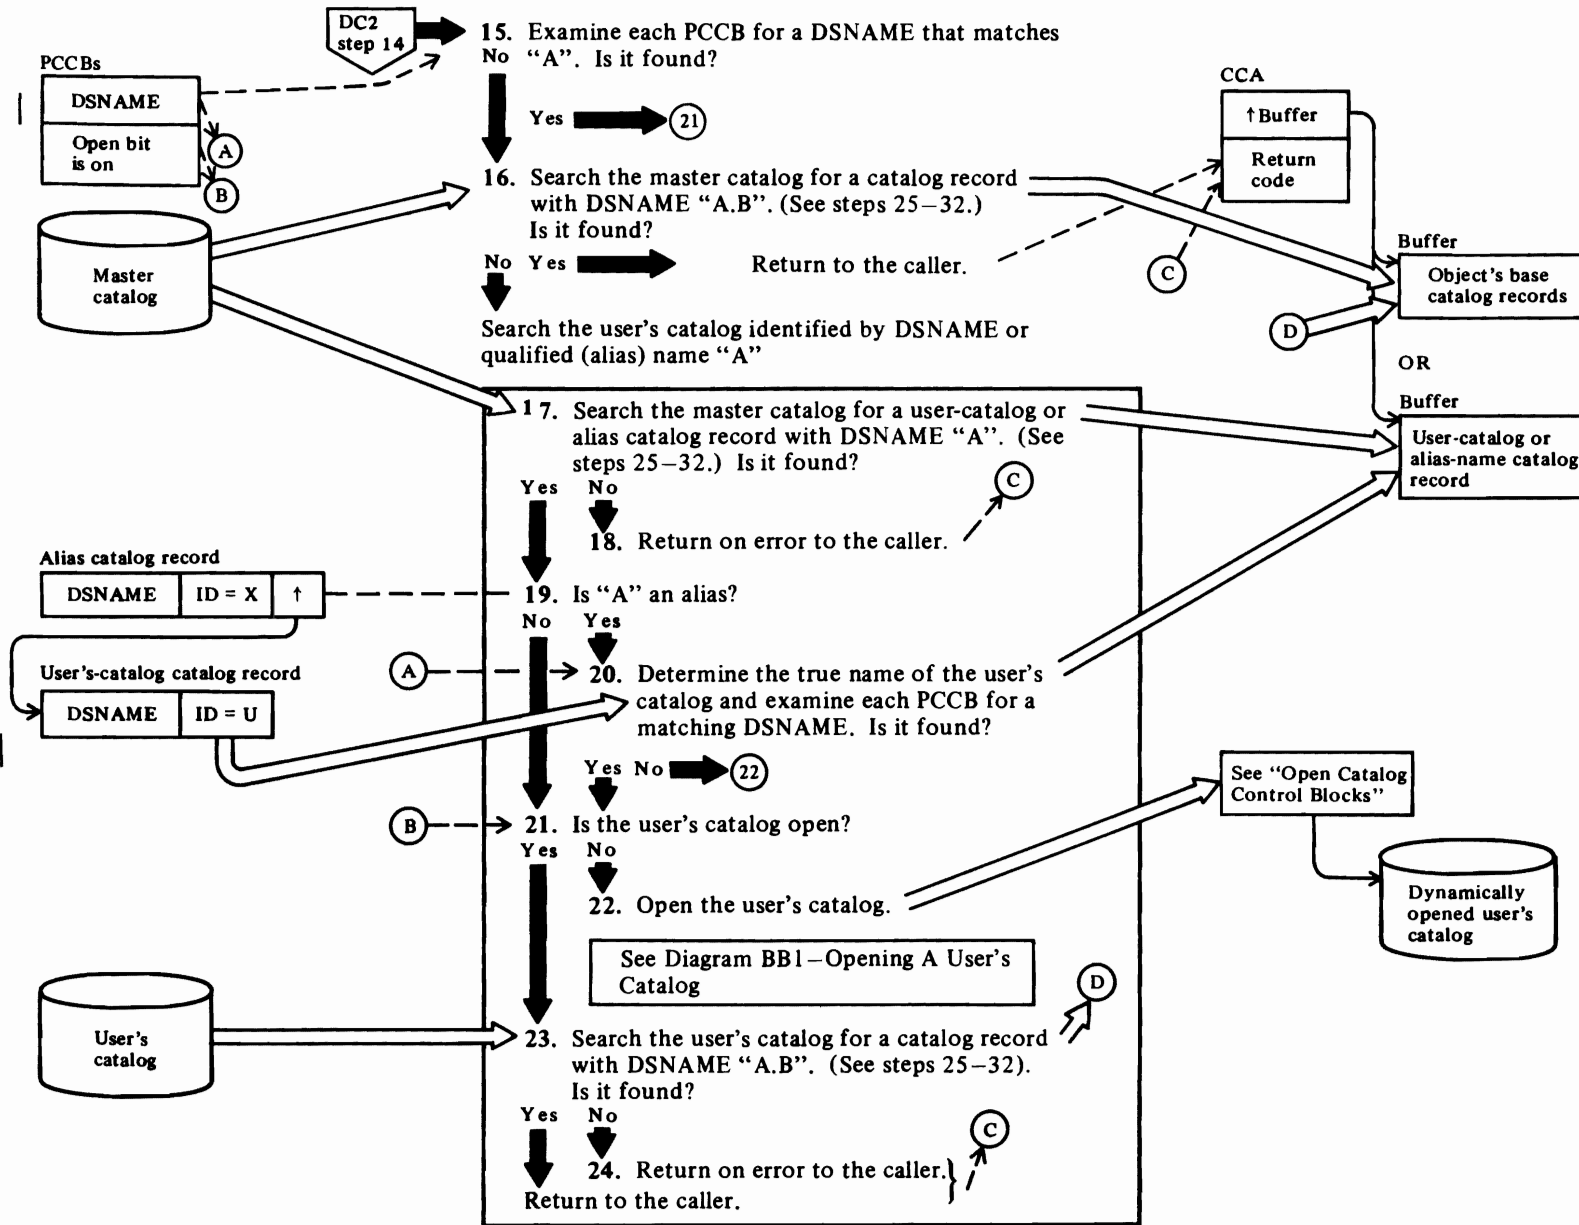 DC2
step 14
15. Examine each PCCB for a DSNAME that matches
No “A”. Is it found?
PCCBs
DSNAME
Open bit
is on
A
B
Yes
21
CCA
↑ Buffer
Return
code
16. Search the master catalog for a catalog record
with DSNAME “A.B”. (See steps 25–32.)
Is it found?
No Yes
Return to the caller.
C
Buffer
Object's base
catalog records
D
Master
catalog
Search the user's catalog identified by DSNAME or
qualified (alias) name “A”
OR
Buffer
User-catalog or
alias-name catalog
record
17. Search the master catalog for a user-catalog or
alias catalog record with DSNAME “A”. (See
steps 25–32.) Is it found?
Yes No
C
18. Return on error to the caller.
Alias catalog record
DSNAME ID = X ↑
19. Is “A” an alias?
No Yes
User's-catalog catalog record
DSNAME ID = U
A
20. Determine the true name of the user's
catalog and examine each PCCB for a
matching DSNAME. Is it found?
Yes No
22
See “Open Catalog
Control Blocks”
B
21. Is the user's catalog open?
Yes No
22. Open the user's catalog.
Dynamically
opened user's
catalog
See Diagram BB1–Opening A User's
Catalog
D
User's
catalog
23. Search the user's catalog for a catalog record
with DSNAME “A.B”. (See steps 25–32).
Is it found?
Yes No
C
24. Return on error to the caller.}
Return to the caller.